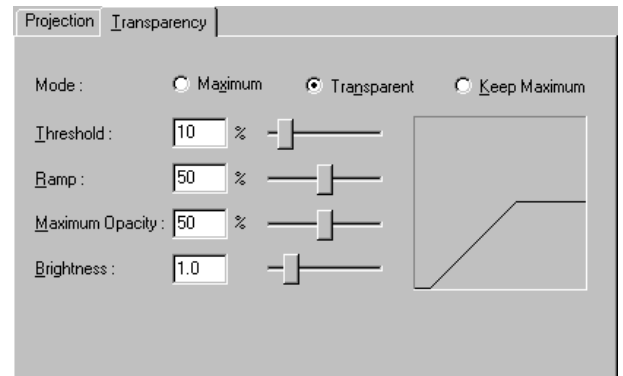 Projection Transparency
Mode : Maximum Transparent Keep Maximum
Threshold : 10 %
Ramp : 50 %
Maximum Opacity : 50 %
Brightness : 1.0